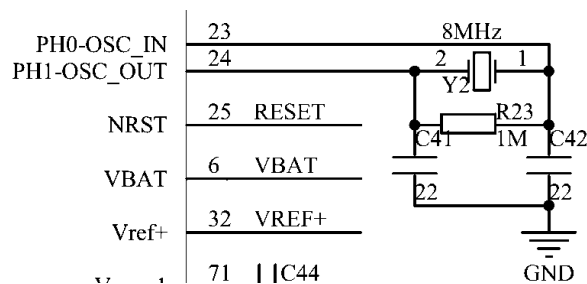 PH0-OSC_IN 23 8MHz
PH1-OSC_OUT 24 2 1
Y2
NRST 25 RESET R23
C41 1M C42
VBAT 6 VBAT
22 22
Vref+ 32 VREF+
GND
71 C44